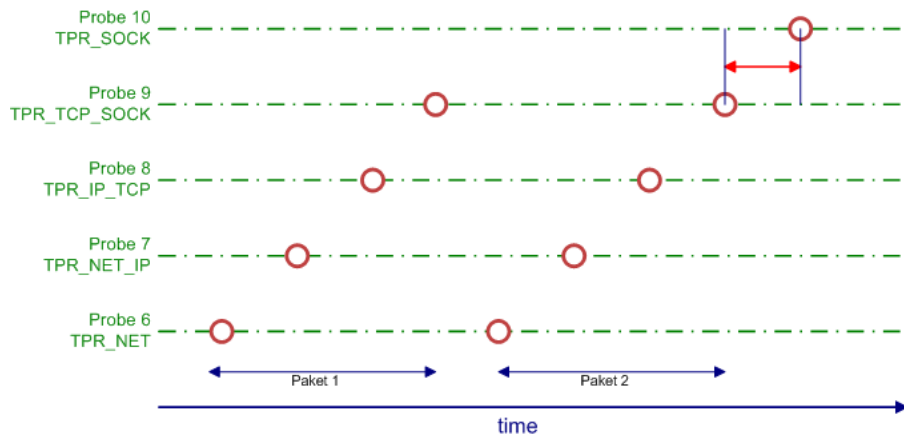 Probe 10
TPR_SOCK
Probe 9
TPR_TCP_SOCK
Probe 8
TPR_IP_TCP
Probe 7
TPR_NET_IP
Probe 6
TPR_NET
Paket 1
Paket 2
time